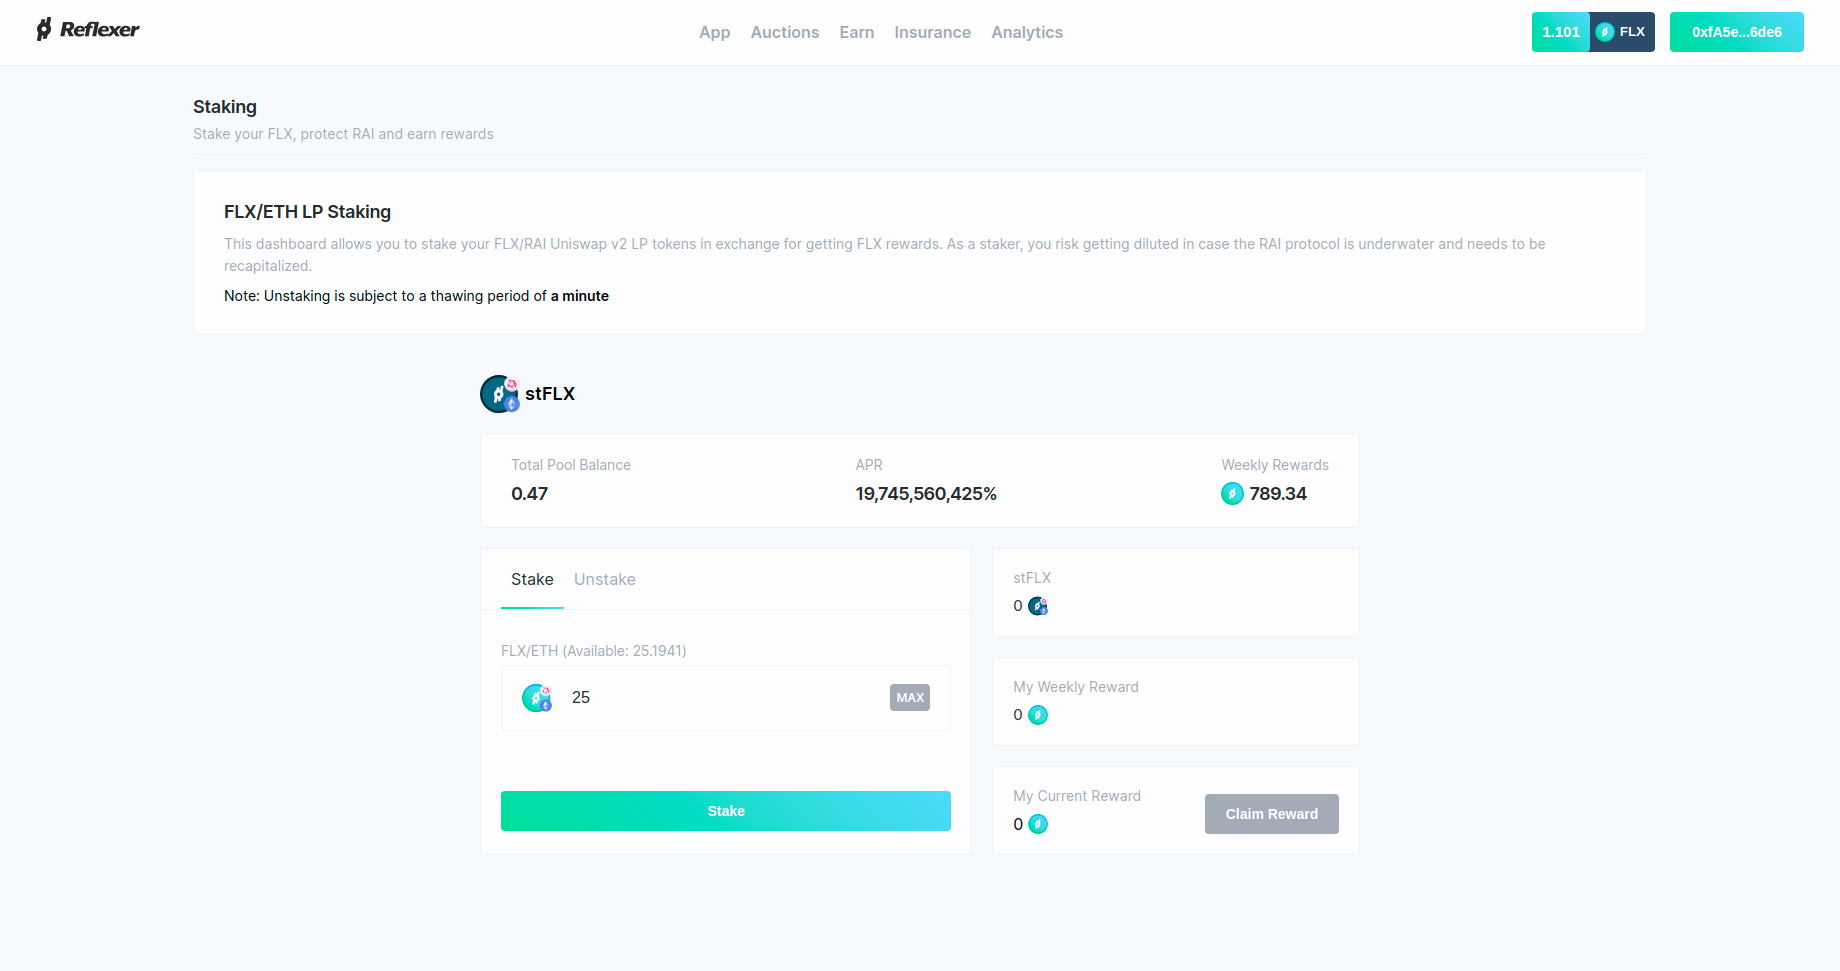 Reflexer
App Auctions Earn Insurance Analytics
1.101 FLX
0xfA5e...6de6
Staking
Stake your FLX, protect RAI and earn rewards
FLX/ETH LP Staking
This dashboard allows you to stake your FLX/RAI Uniswap v2 LP tokens in exchange for getting FLX rewards. As a staker, you risk getting diluted in case the RAI protocol is underwater and needs to be
recapitalized.
Note: Unstaking is subject to a thawing period of a minute
stFLX
Total Pool Balance
0.47
APR
19,745,560,425%
Weekly Rewards
789.34
Stake Unstake
FLX/ETH (Available: 25.1941)
25
MAX
Stake
stFLX
0
My Weekly Reward
0
My Current Reward
0
Claim Reward